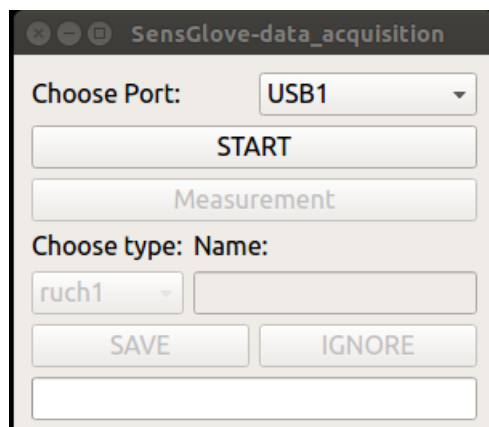 SensGlove-data_acquisition
Choose Port: USB1
START
Measurement
Choose type: Name:
ruch1
SAVE IGNORE